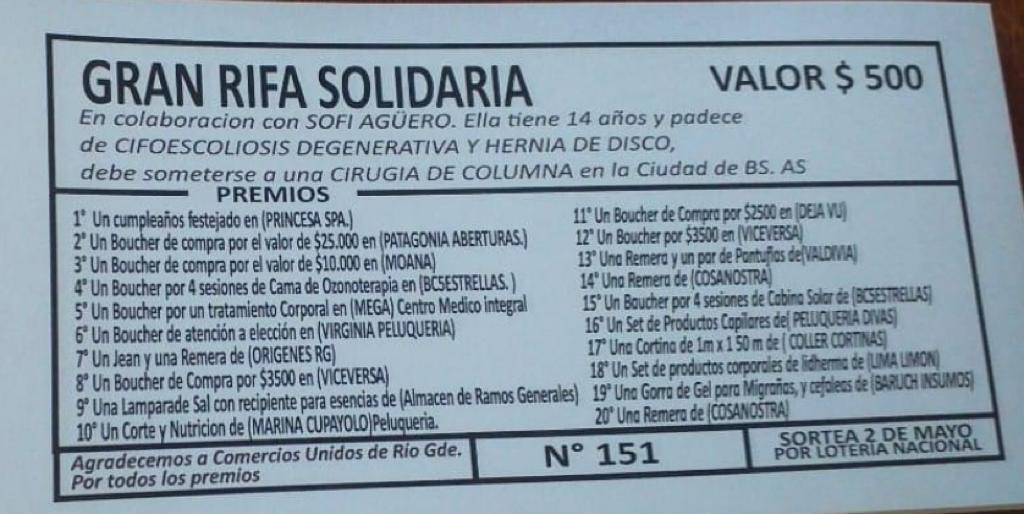 GRAN RIFA SOLIDARIA
VALOR $ 500
En colaboracion con SOFI AGÜERO. Ella tiene 14 años y padece
de CIFOESCOLIOSIS DEGENERATIVA Y HERNIA DE DISCO,
debe someterse a una CIRUGIA DE COLUMNA en la Ciudad de BS. AS
PREMIOS
1° Un cumpleaños festejado en (PRINCESA SPA.)
2° Un Boucher de compra por el valor de $25.000 en (PATAGONIA ABERTURAS.)
3° Un Boucher de compra por el valor de $10.000 en (MOANA)
4° Un Boucher por 4 sesiones de Cama de Ozonoterapia en (BCSESTRELLAS. )
5° Un Boucher por un tratamiento Corporal en (MEGA) Centro Medico integral
6° Un Boucher de atención a elección en (VIRGINIA PELUQUERIA)
7° Un Jean y una Remera de (ORIGENES RG)
8° Un Boucher de Compra por $3500 en (VICEVERSA)
9° Una Lamparade Sal con recipiente para esencias de (Almacen de Ramos Generales)
10° Un Corte y Nutricion de (MARINA CUPAYOLO)Peluqueria.
11° Un Boucher de Compra por $2500 en (DEJA VU)
12° Un Boucher por $3500 en (VICEVERSA)
13° Una Remera y un par de Pantuflas de(VALDIVIA)
14° Una Remera de (COSANOSTRA)
15° Un Baucher por 4 sesiones de Cabina Solar de (BCSESTRELLAS)
16° Un Set de Productos Capilares de( PELUQUERIA DIVAS)
17° Una Cortina de 1m x 1 50 m de ( COLLER CORTINAS)
18° Un Set de productos corporales de lidherma de (LIMA LIMON)
19° Una Gorra de Gel para Migrañas, y cefaleas de (BARUCH INSUMOS)
20° Una Remera de (COSANOSTRA)
Agradecemos a Comercios Unidos de Río Gde.
Por todos los premios
N° 151
SORTEA 2 DE MAYO
POR LOTERÍA NACIONAL